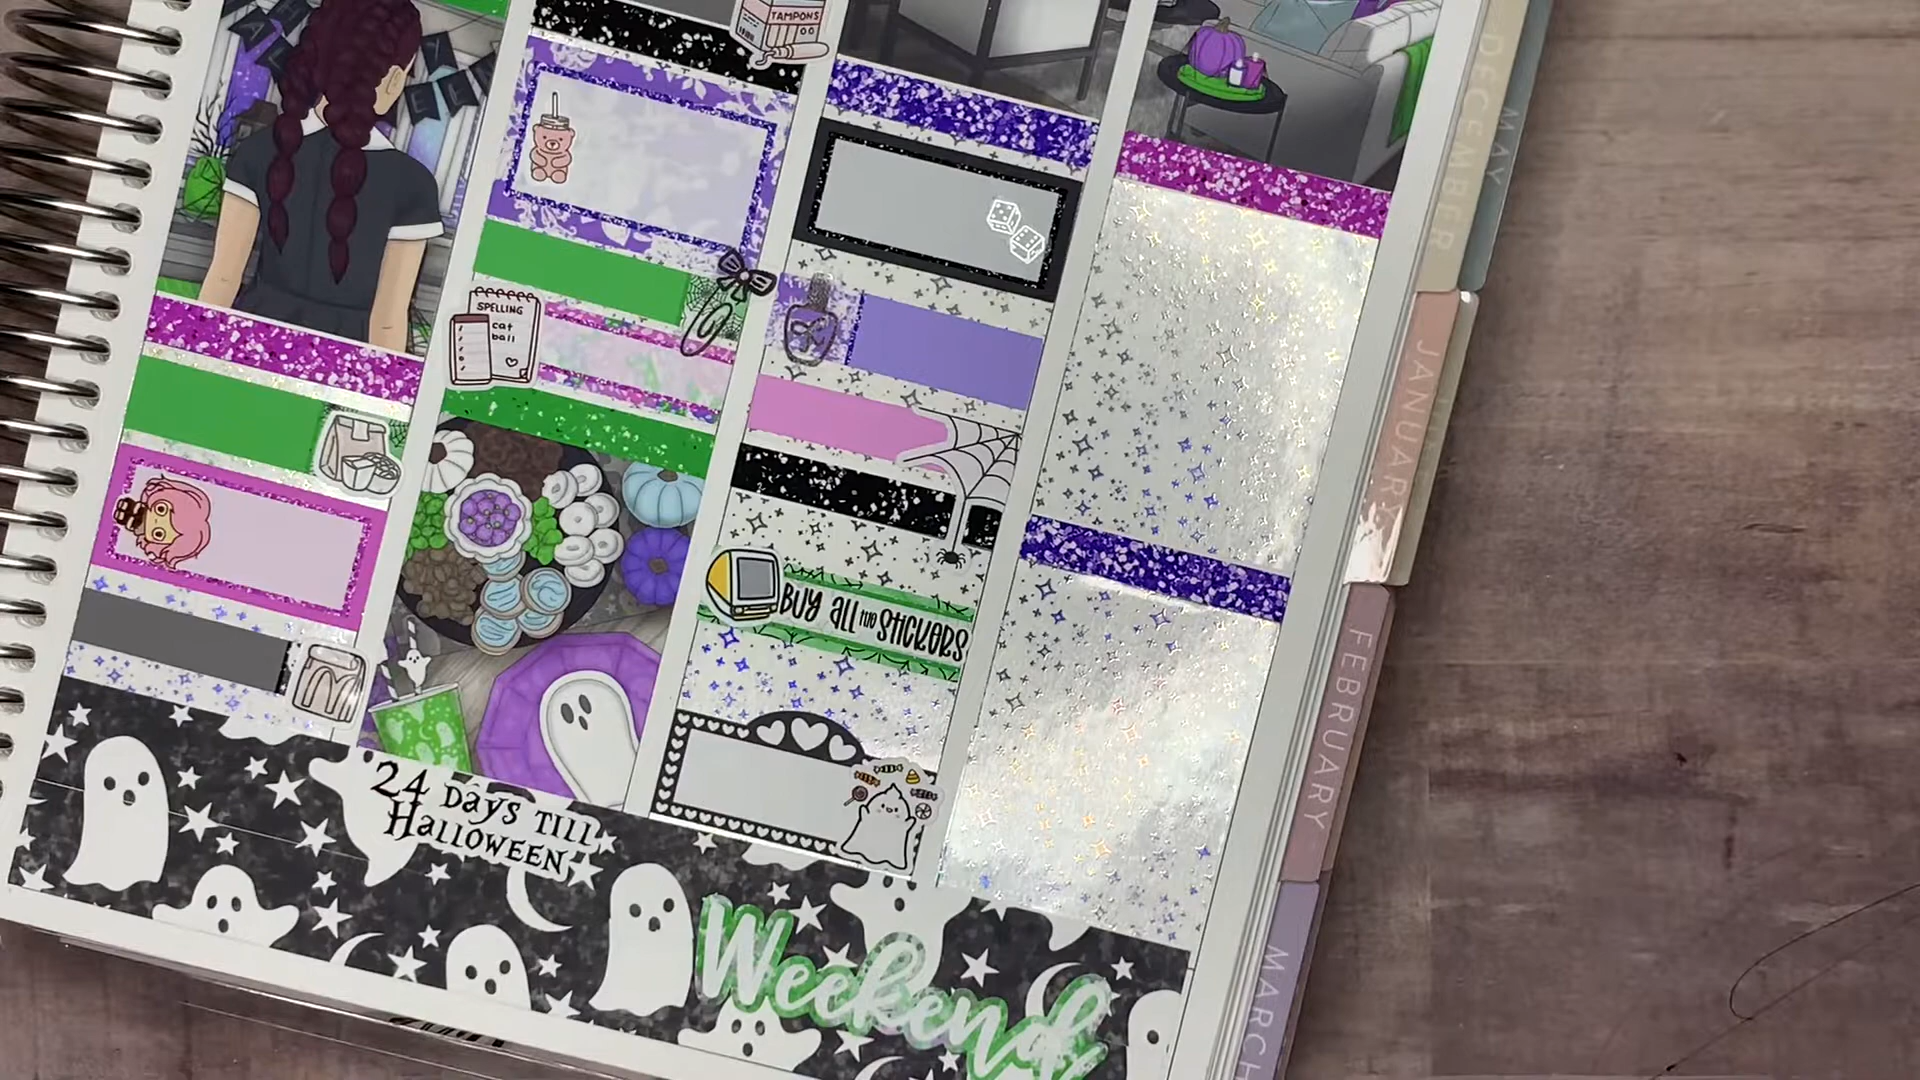 TAMPONS
SPELLING
cat
ball
BUY ALL THE STICKERS
24 DAYS TILL
HALLOWEEN
Weekend
DECEMBER
MAY
JANUARY
FEBRUARY
MARCH